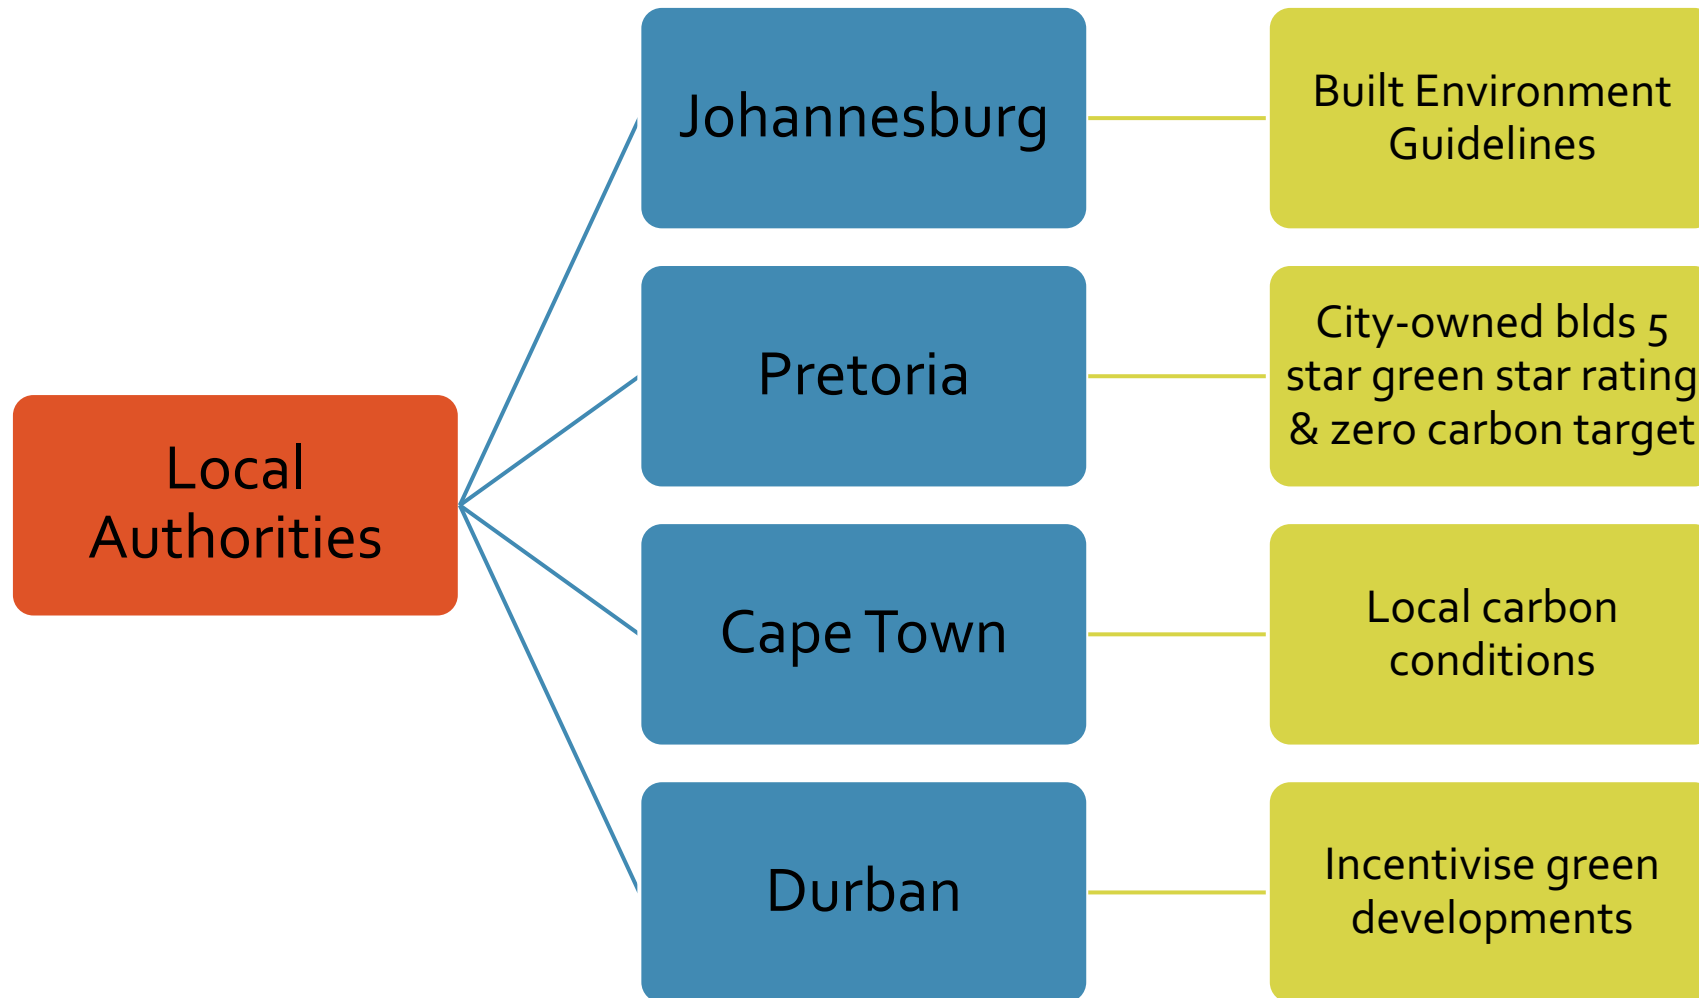 Local
Authorities
Johannesburg
Built Environment
Guidelines
Pretoria
City-owned blds 5
star green star rating
& zero carbon target
Cape Town
Local carbon
conditions
Durban
Incentivise green
developments